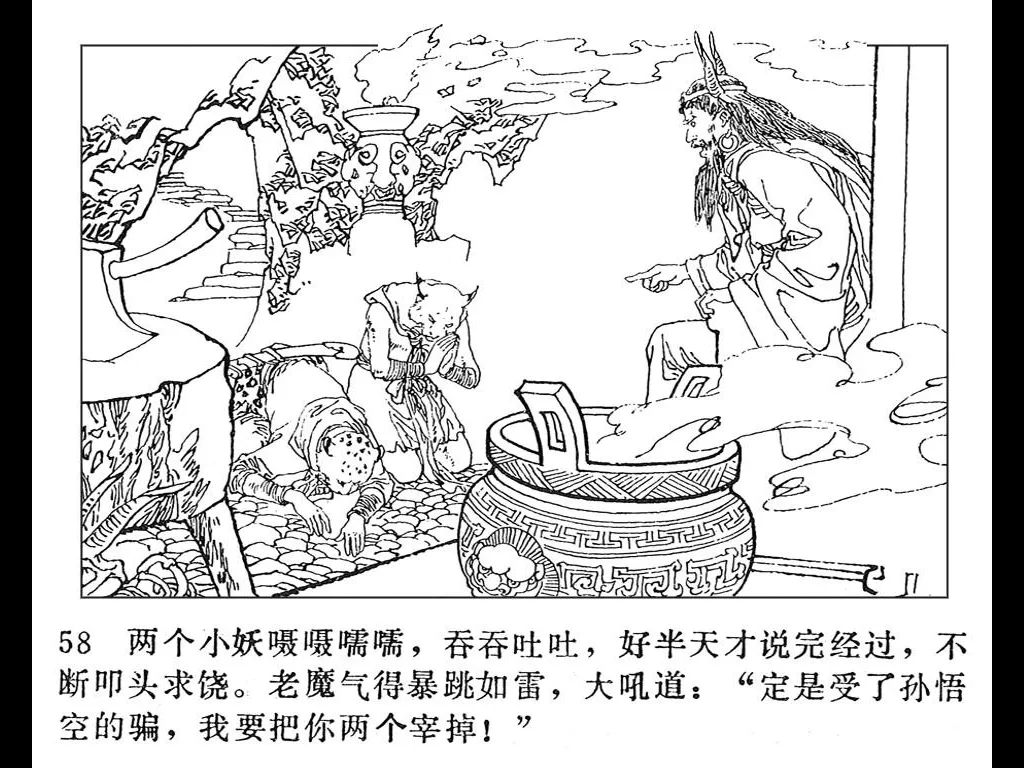 58 两个小妖嗫嗫嚅嚅，吞吞吐吐，好半天才说完经过，不
断叩头求饶。老魔气得暴跳如雷，大吼道：“定是受了孙悟
空的骗，我要把你两个宰掉！”